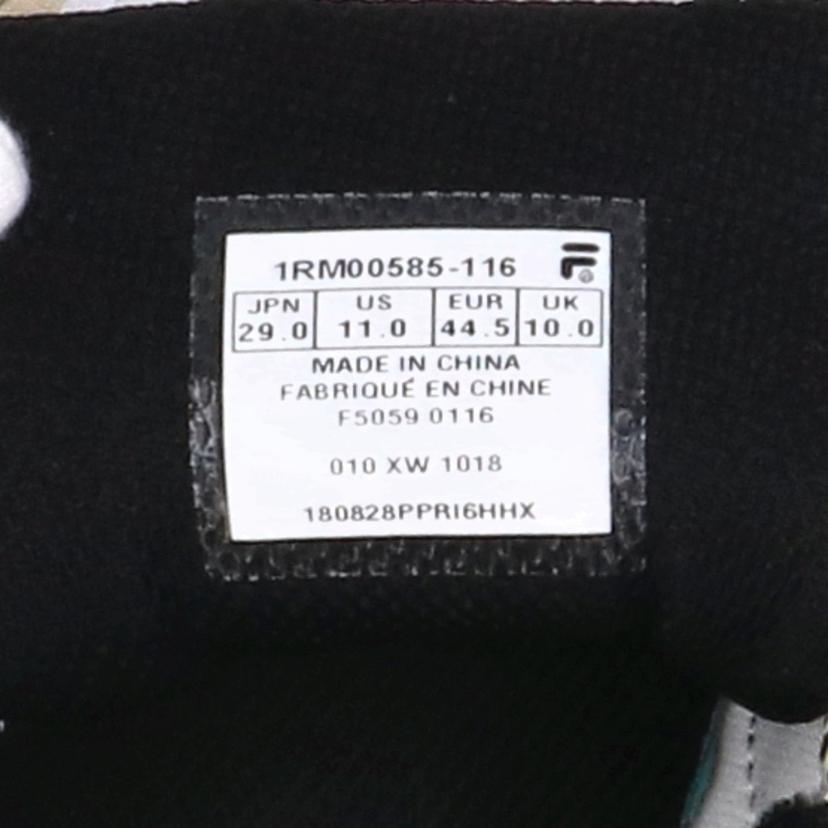 1RM00585-116
JPN US EUR UK
29.0 11.0 44.5 10.0
MADE IN CHINA
FABRIQUÉ EN CHINE
F5059 0116
010 XW 1018
180828PPRI6HHX